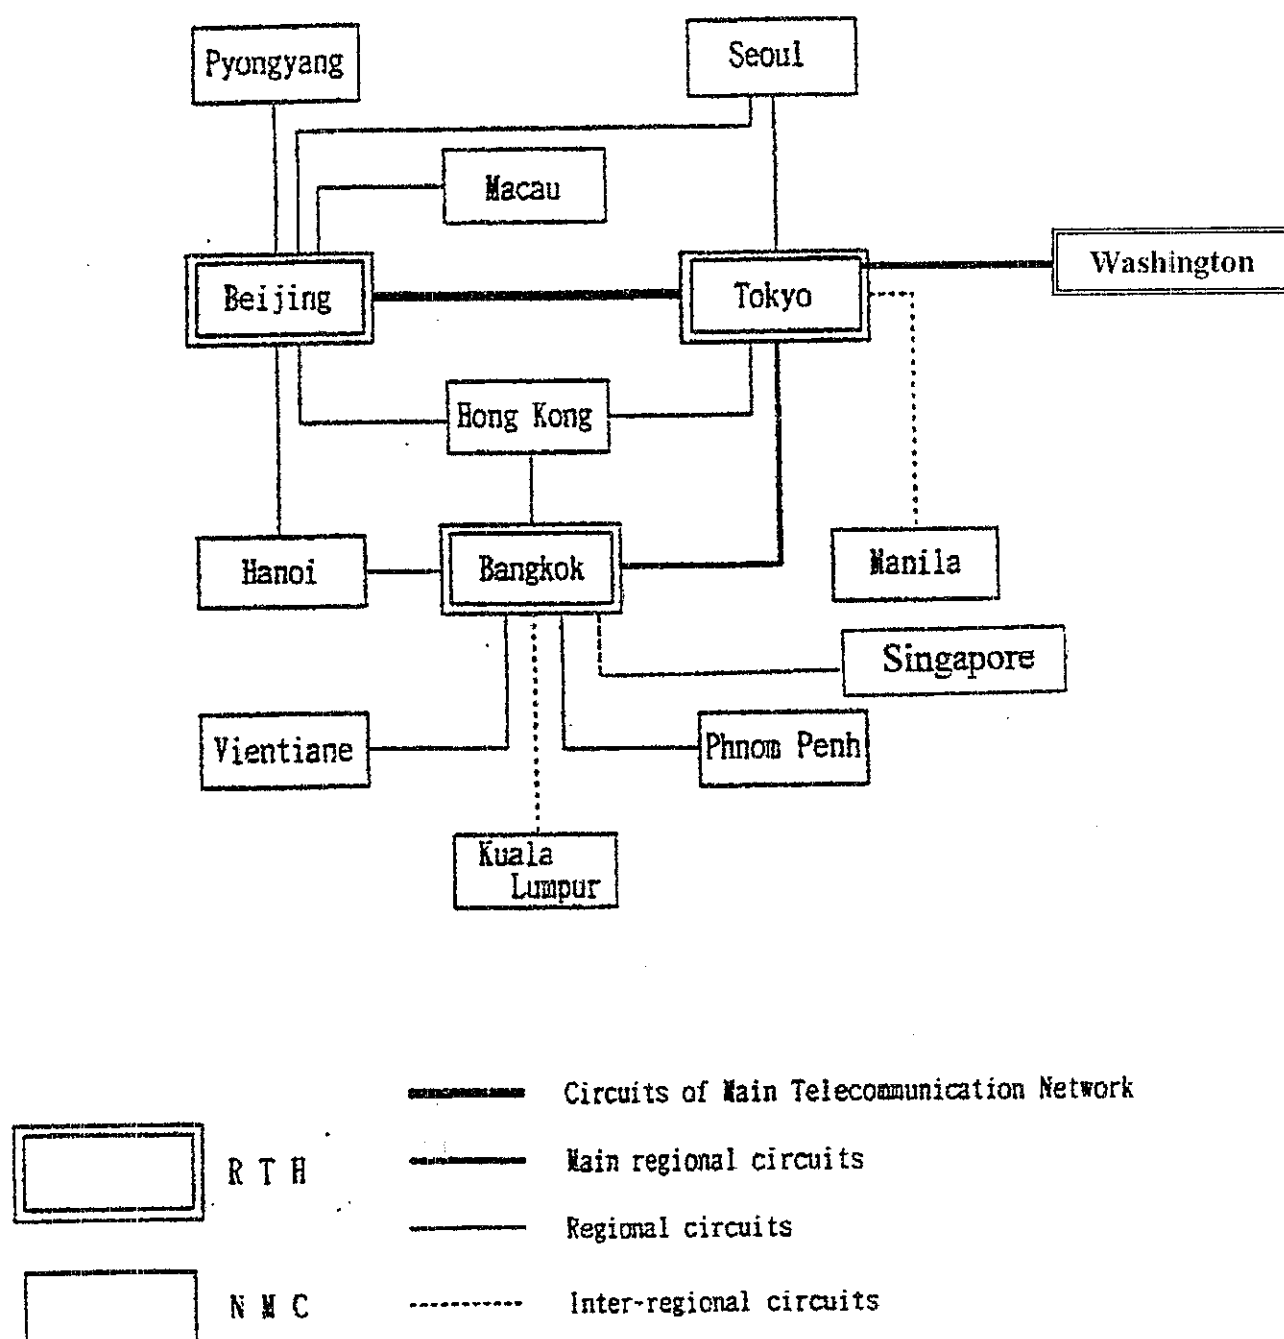 Pyongyang
Seoul
Macau
Washington
Beijing
Tokyo
Hong Kong
Hanoi
Bangkok
Manila
Singapore
Vientiane
Phnom Penh
Kuala
Lumpur
Circuits of Main Telecommunication Network
R T H
Main regional circuits
Regional circuits
N M C
Inter-regional circuits